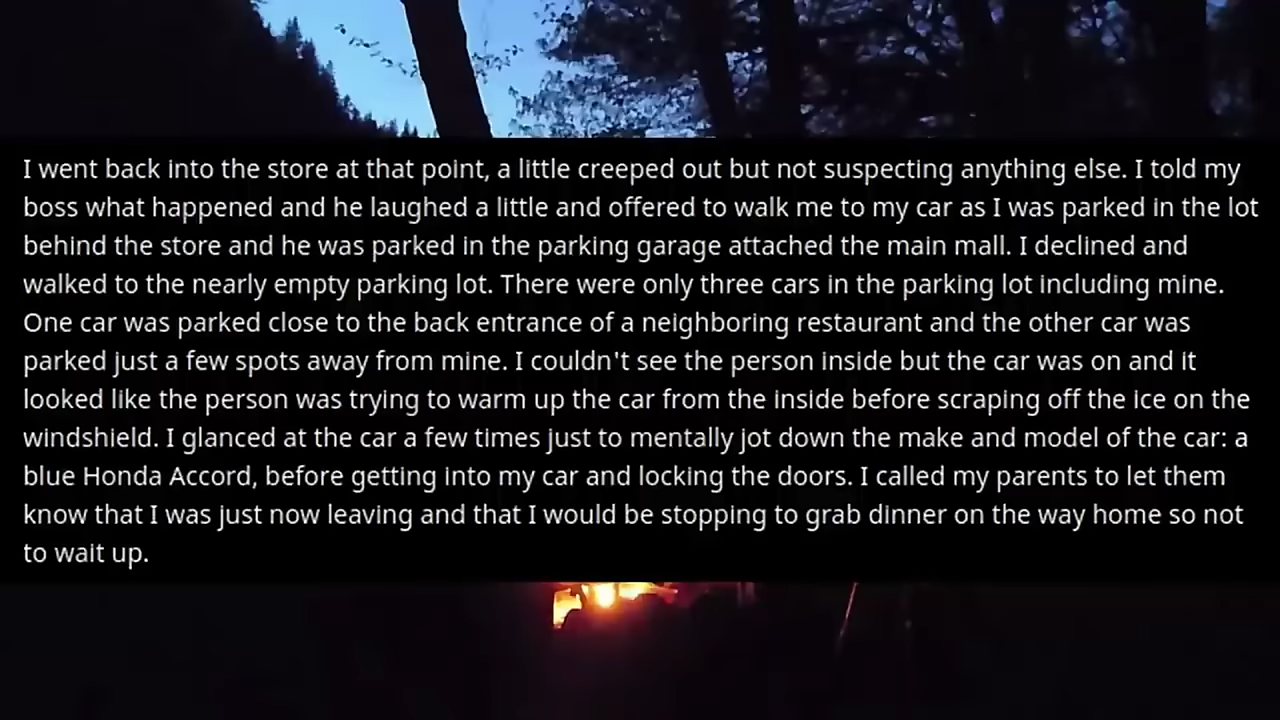 I went back into the store at that point, a little creeped out but not suspecting anything else. I told my
boss what happened and he laughed a little and offered to walk me to my car as I was parked in the lot
behind the store and he was parked in the parking garage attached the main mall. I declined and
walked to the nearly empty parking lot. There were only three cars in the parking lot including mine.
One car was parked close to the back entrance of a neighboring restaurant and the other car was
parked just a few spots away from mine. I couldn't see the person inside but the car was on and it
looked like the person was trying to warm up the car from the inside before scraping off the ice on the
windshield. I glanced at the car a few times just to mentally jot down the make and model of the car: a
blue Honda Accord, before getting into my car and locking the doors. I called my parents to let them
know that I was just now leaving and that I would be stopping to grab dinner on the way home so not
to wait up.